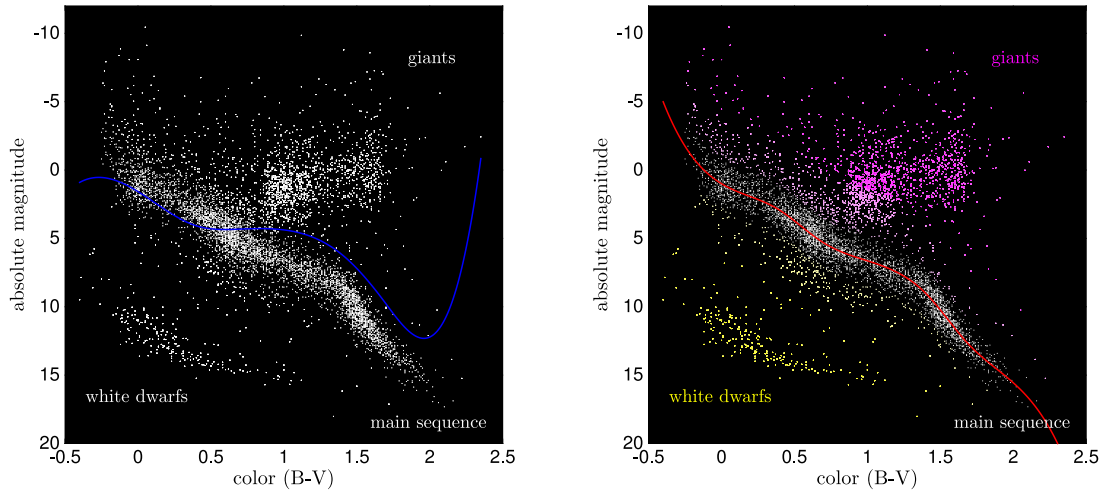 -10
-5
0
5
10
15
20
-0.5 0 0.5 1 1.5 2 2.5
absolute magnitude
color (B-V)
giants
white dwarfs
main sequence
-10
-5
0
5
10
15
20
-0.5 0 0.5 1 1.5 2 2.5
absolute magnitude
color (B-V)
giants
white dwarfs
main sequence